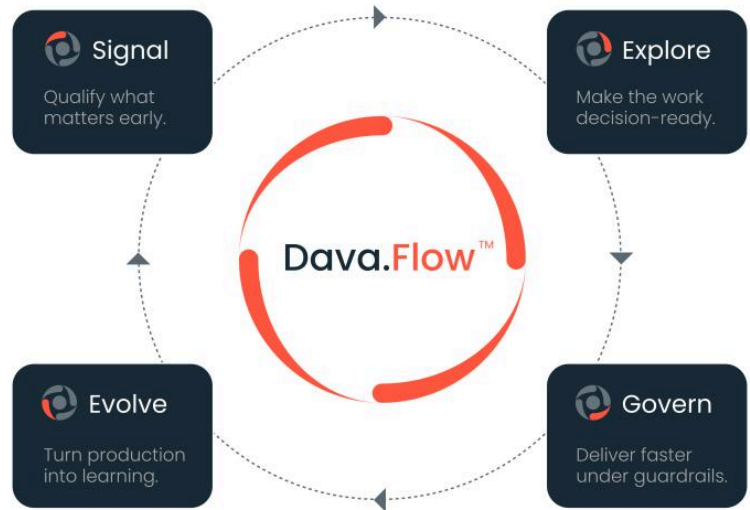 Signal
Qualify what
matters early.
Explore
Make the work
decision-ready.
Dava.Flow™
Evolve
Turn production
into learning.
Govern
Deliver faster
under guardrails.